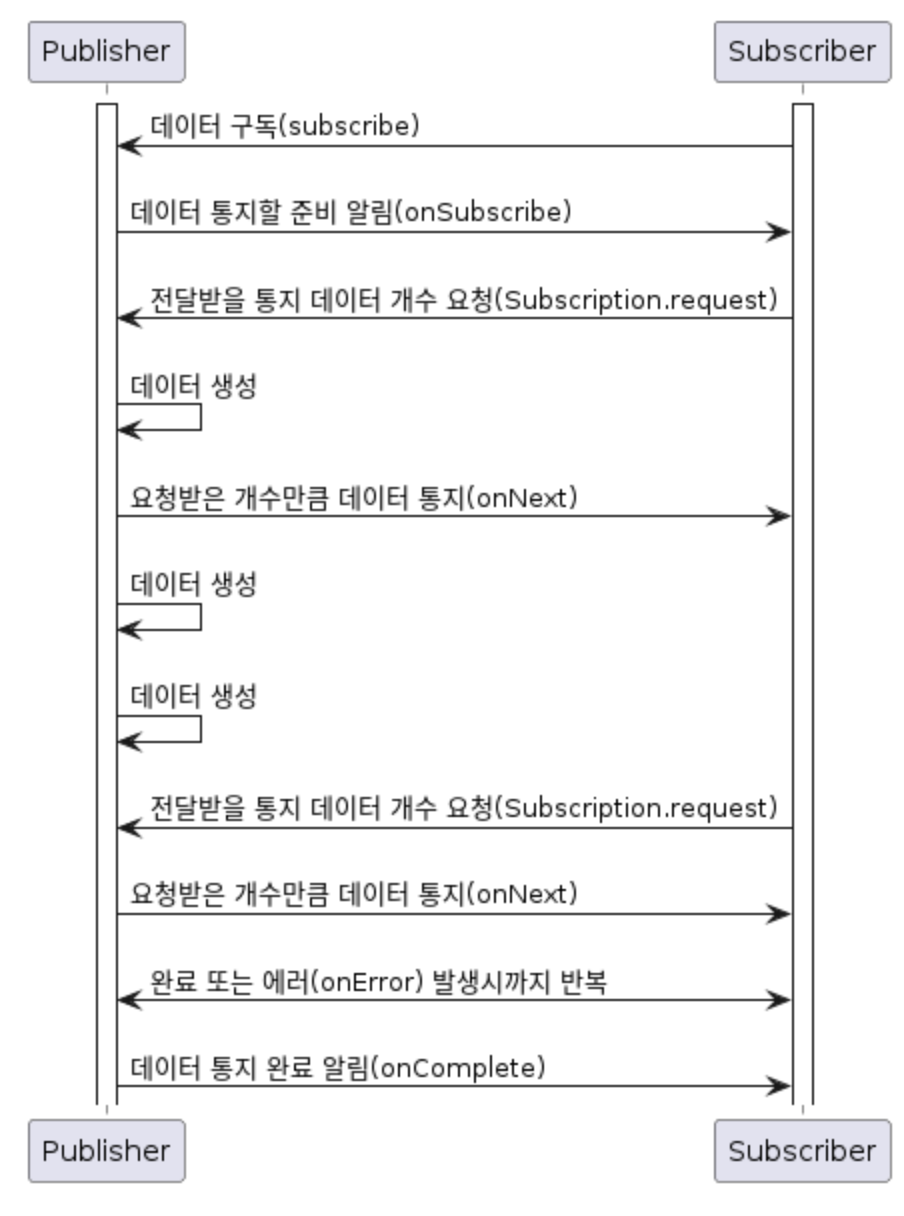 Publisher Subscriber
데이터 구독(subscribe)
데이터 통지할 준비 알림(onSubscribe)
전달받을 통지 데이터 개수 요청(Subscription.request)
데이터 생성
요청받은 개수만큼 데이터 통지(onNext)
데이터 생성
데이터 생성
전달받을 통지 데이터 개수 요청(Subscription.request)
요청받은 개수만큼 데이터 통지(onNext)
완료 또는 에러(onError) 발생시까지 반복
데이터 통지 완료 알림(onComplete)
Publisher Subscriber